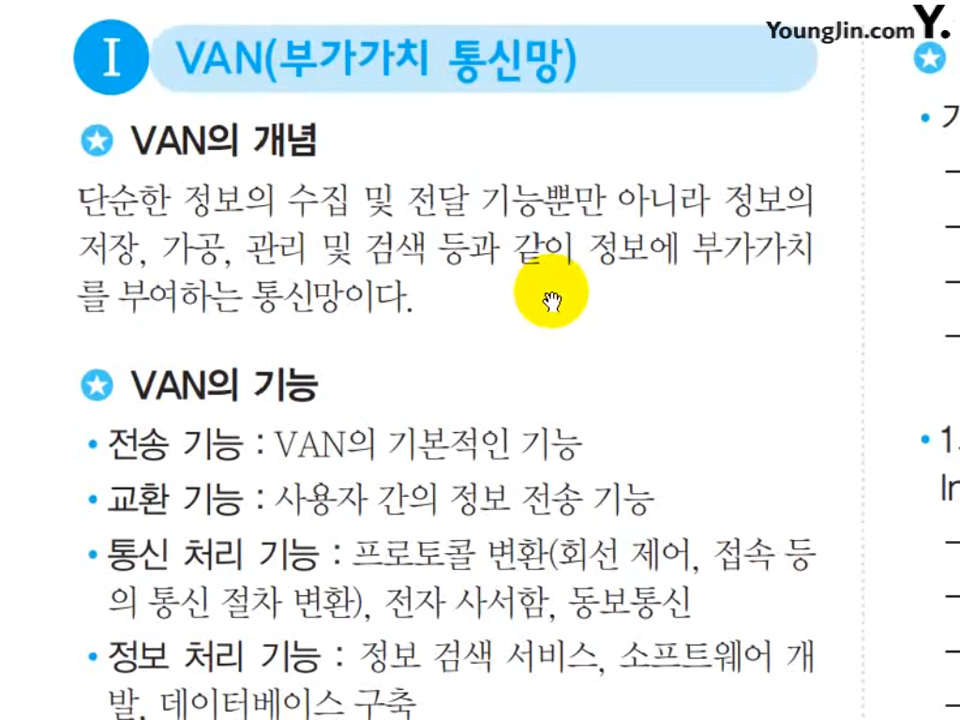 YoungJin.com Y.
I VAN(부가가치 통신망)
VAN의 개념
단순한 정보의 수집 및 전달 기능뿐만 아니라 정보의
저장, 가공, 관리 및 검색 등과 같이 정보에 부가가치
를 부여하는 통신망이다.
VAN의 기능
• 전송 기능 : VAN의 기본적인 기능
• 교환 기능 : 사용자 간의 정보 전송 기능
• 통신 처리 기능 : 프로토콜 변환(회선 제어, 접속 등
의 통신 절차 변환), 전자 사서함, 동보통신
• 정보 처리 기능 : 정보 검색 서비스, 소프트웨어 개
발, 데이터베이스 구축